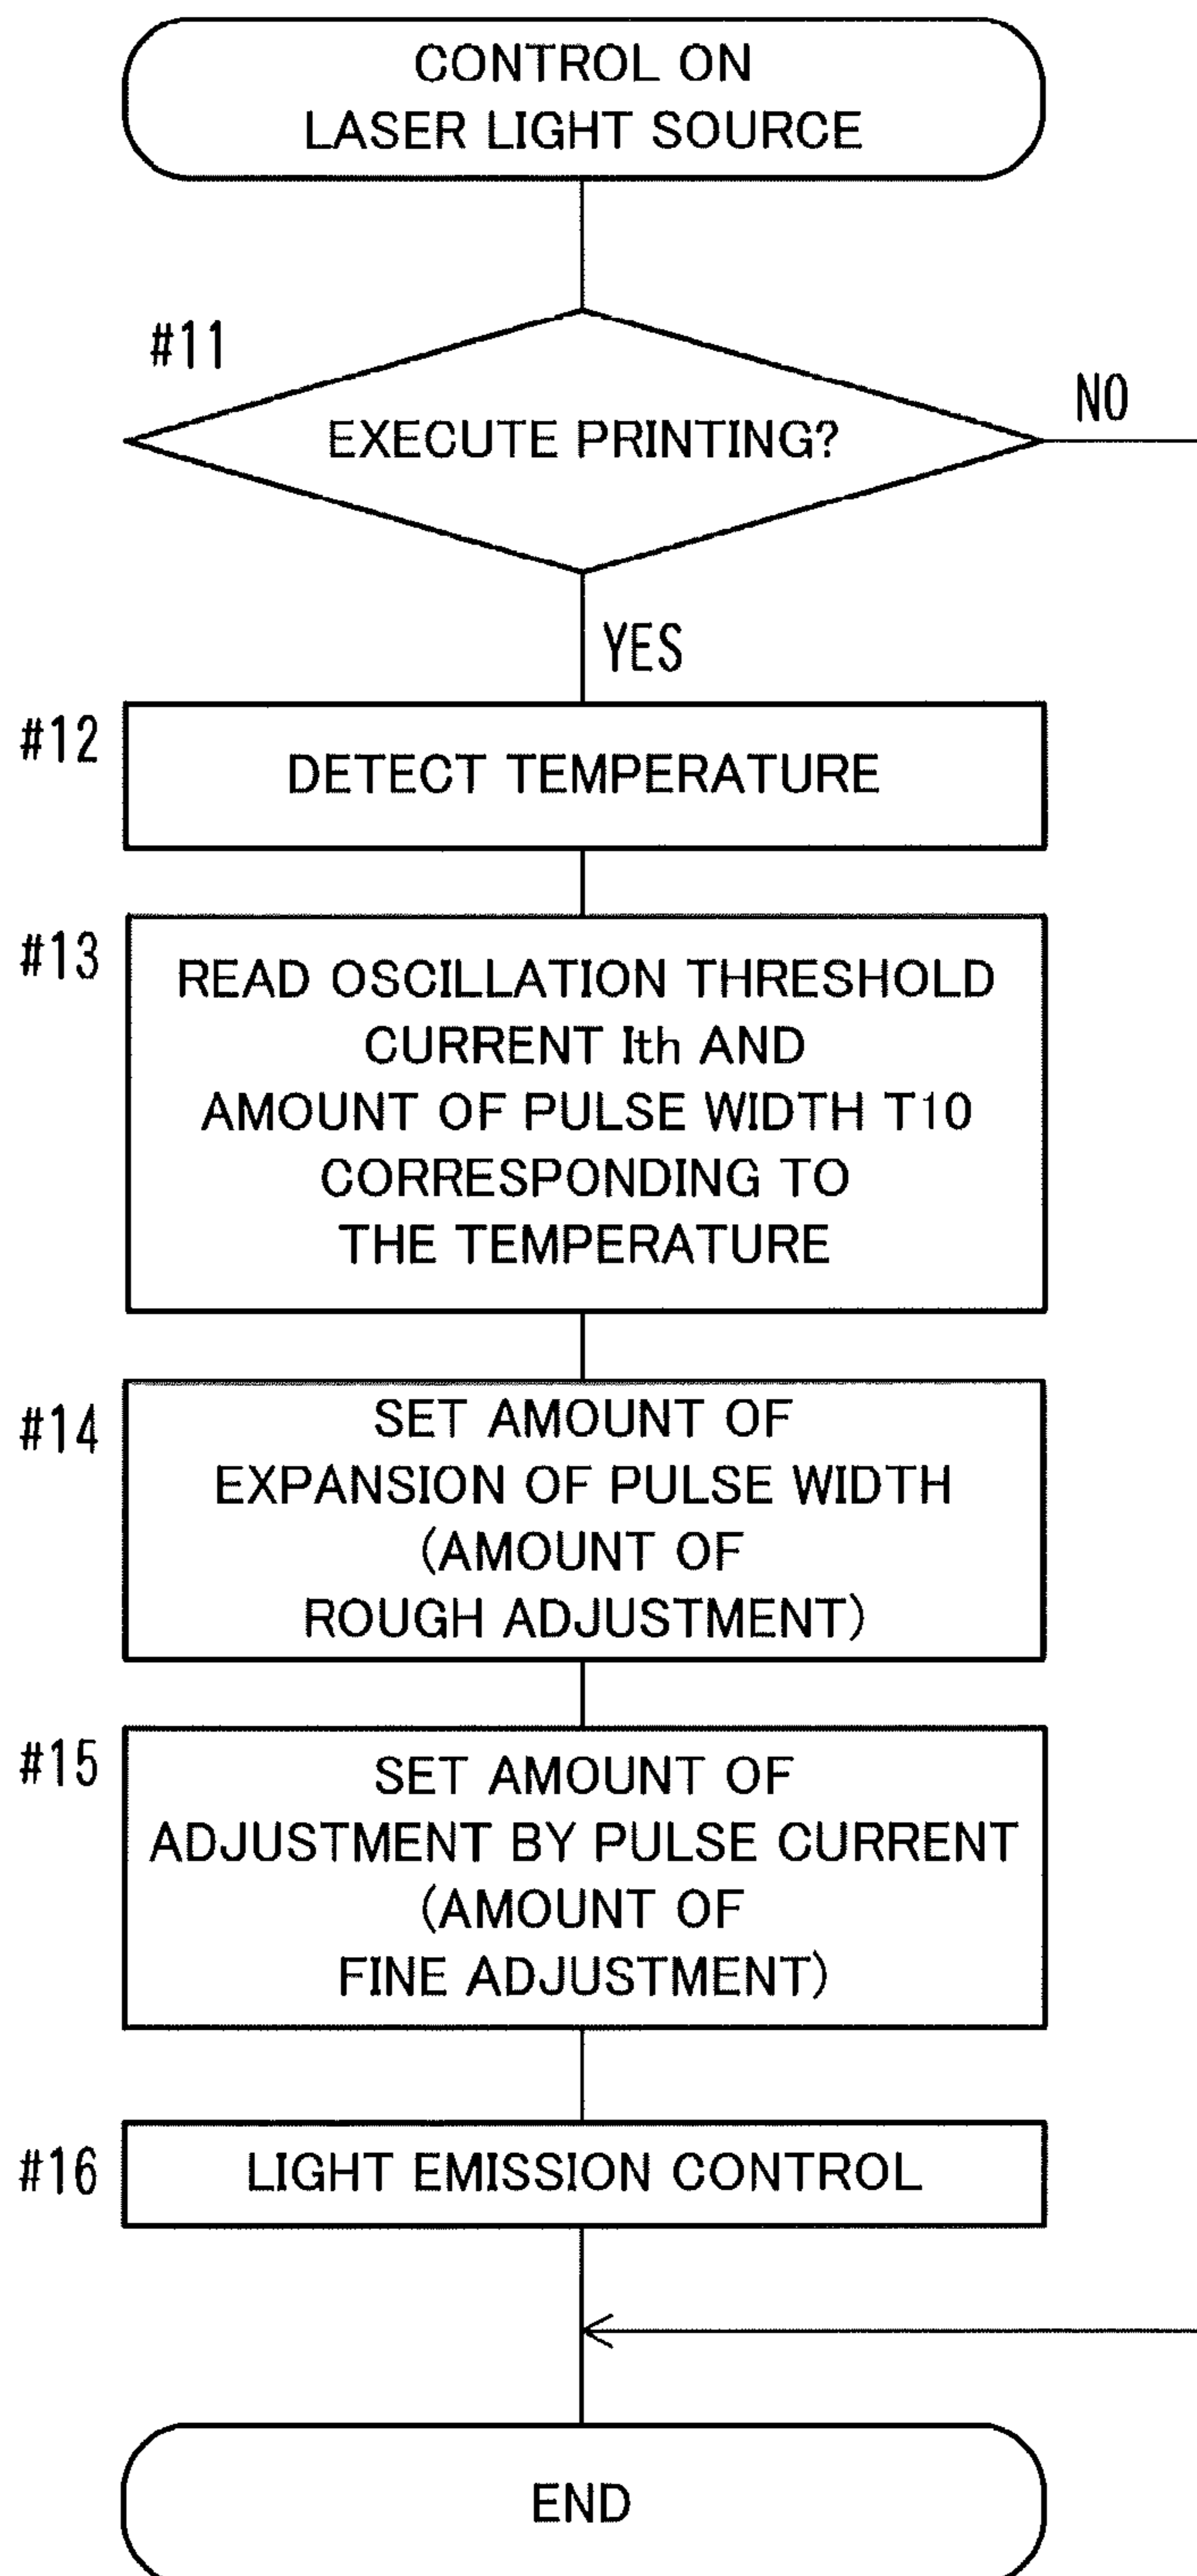 CONTROL ON
LASER LIGHT SOURCE
#11
EXECUTE PRINTING?
NO
YES
#12
DETECT TEMPERATURE
#13
READ OSCILLATION THRESHOLD
CURRENT Ith AND
AMOUNT OF PULSE WIDTH T10
CORRESPONDING TO
THE TEMPERATURE
#14
SET AMOUNT OF
EXPANSION OF PULSE WIDTH
(AMOUNT OF
ROUGH ADJUSTMENT)
#15
SET AMOUNT OF
ADJUSTMENT BY PULSE CURRENT
(AMOUNT OF
FINE ADJUSTMENT)
#16
LIGHT EMISSION CONTROL
END